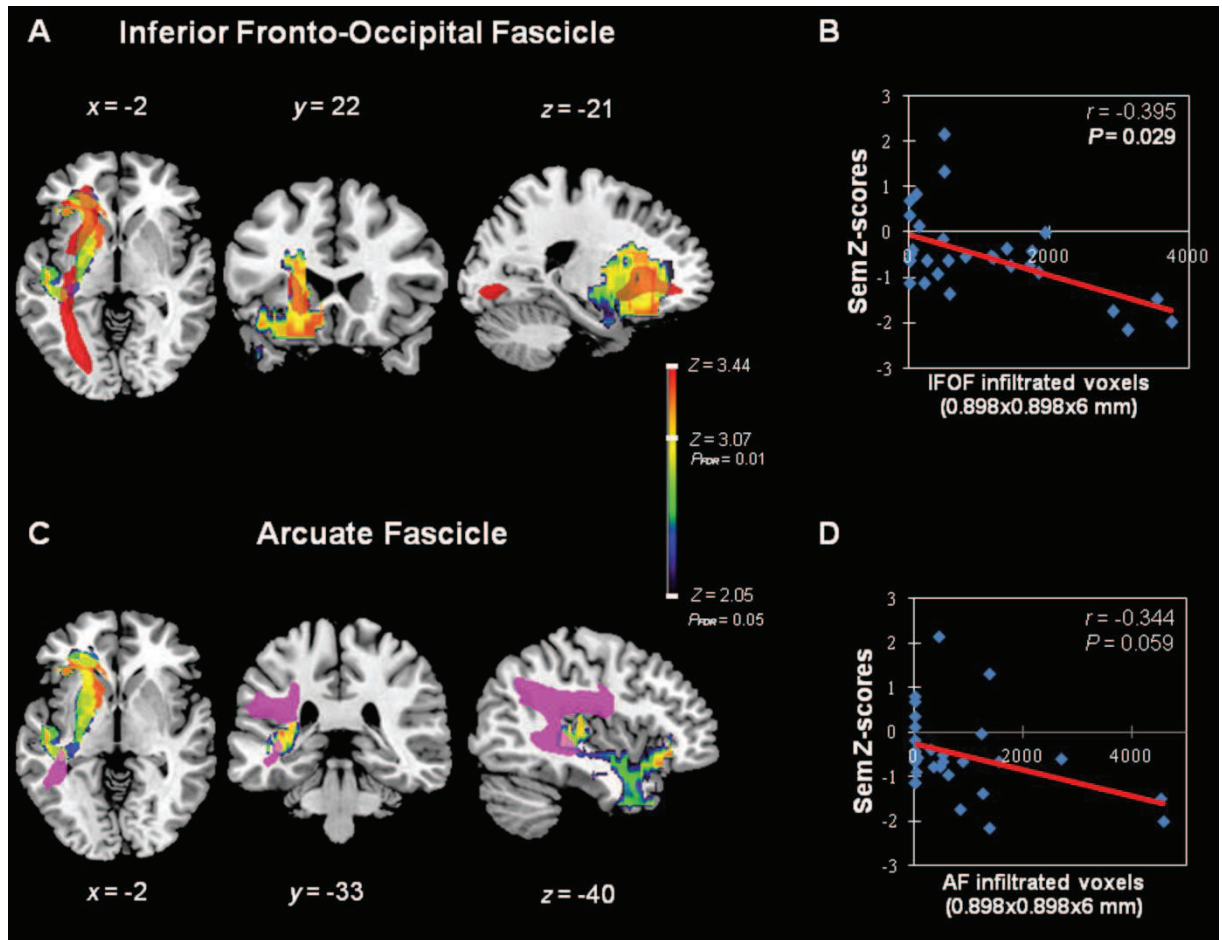 A
Inferior Fronto-Occipital Fascicle
x = -2
y = 22
z = -21
B
3
2
1
0
-1
-2
-3
0
2000
4000
r = -0.395
P = 0.029
Sem Z-scores
IFOF infiltrated voxels
(0.898x0.898x6 mm)
Z = 3.44
Z = 3.07
PFDR = 0.01
Z = 2.05
PFDR = 0.05
C
Arcuate Fascicle
x = -2
y = -33
z = -40
D
3
2
1
0
-1
-2
-3
0
2000
4000
r = -0.344
P = 0.059
Sem Z-scores
AF infiltrated voxels
(0.898x0.898x6 mm)